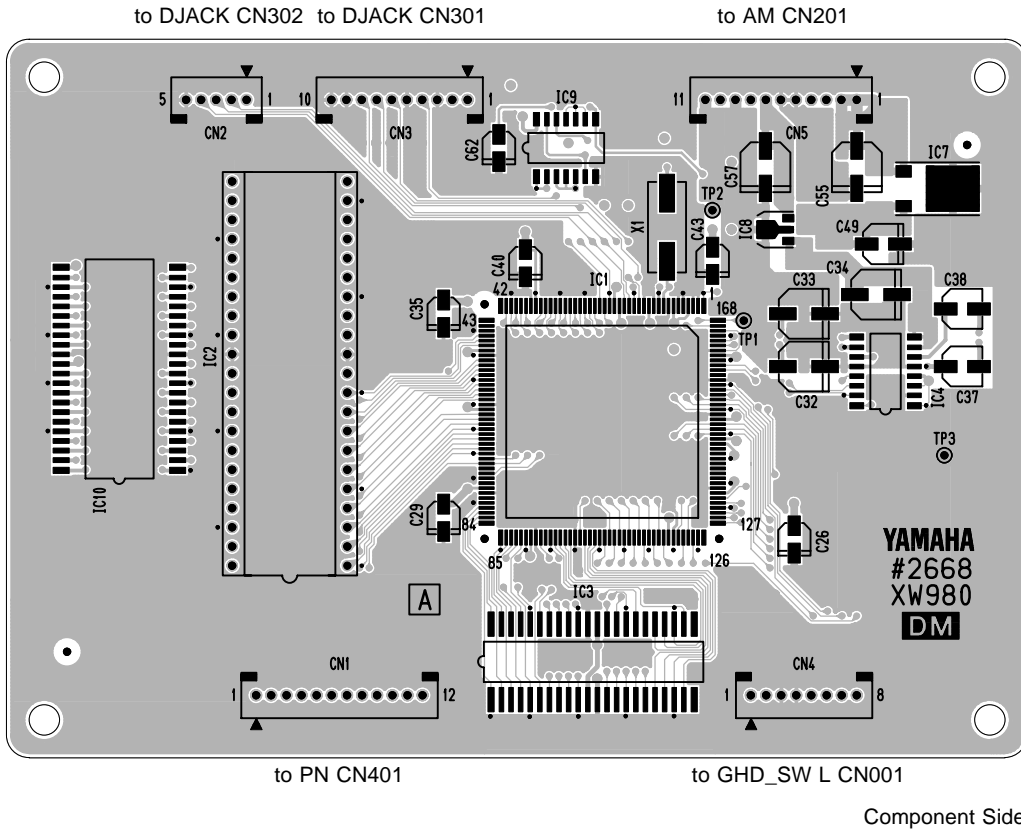 to DJACK CN302 to DJACK CN301 to AM CN201
5 1 10 1 11 1
CN2 CN3 IC9 CN5
C62 C57 C55 IC7
TP2
X1 C43 IC8 C49
C40 IC1 C34 C33 C38
42 1 168
C35 43 TP1
IC2 C32 IC4 C37
TP3
IC10 C29 84 127 C26
85 126
YAMAHA
#2668
XW980
DM
A IC3
CN1 CN4
1 12 1 8
to PN CN401 to GHD_SW L CN001
Component Side